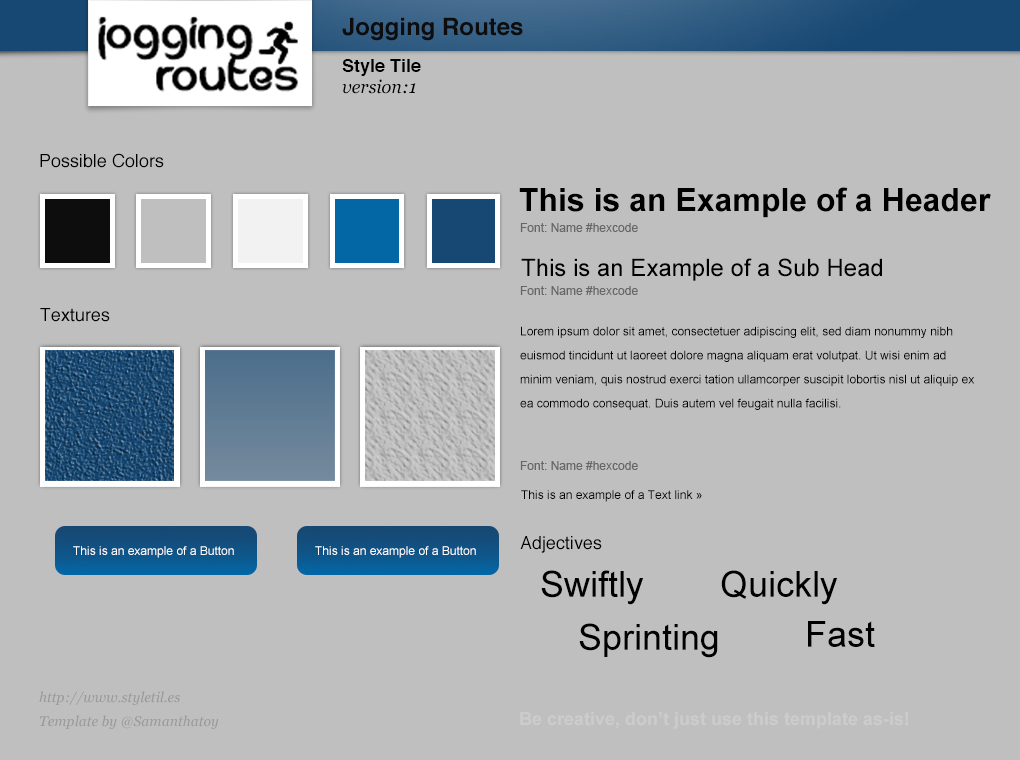 jogging
routes
Jogging Routes
Style Tile
version:1
Possible Colors
Textures
This is an example of a Button
This is an example of a Button
This is an Example of a Header
Font: Name #hexcode
This is an Example of a Sub Head
Font: Name #hexcode
Lorem ipsum dolor sit amet, consectetuer adipiscing elit, sed diam nonummy nibh
euismod tincidunt ut laoreet dolore magna aliquam erat volutpat. Ut wisi enim ad
minim veniam, quis nostrud exerci tation ullamcorper suscipit lobortis nisl ut aliquip ex
ea commodo consequat. Duis autem vel feugait nulla facilisi.
Font: Name #hexcode
This is an example of a Text link »
Adjectives
Swiftly
Quickly
Sprinting
Fast
http://www.styletil.es
Template by @Samanthatoy
Be creative, don't just use this template as-is!